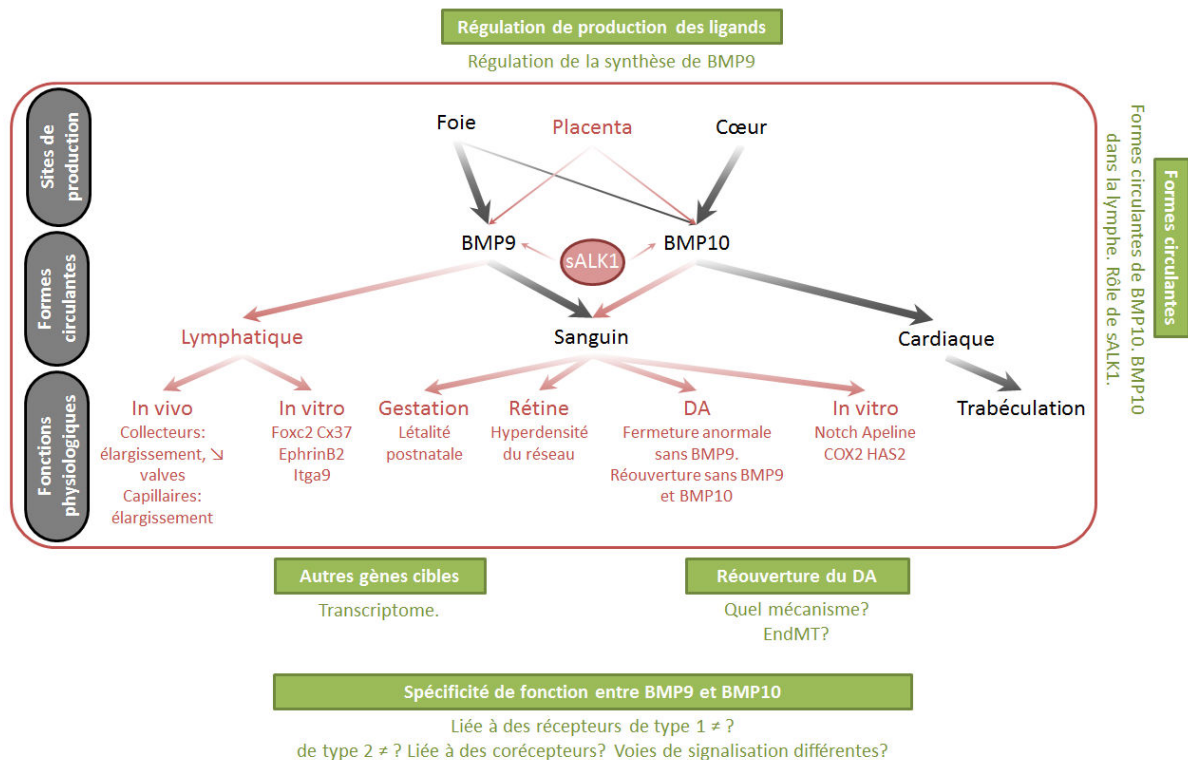 Régulation de production des ligands
Régulation de la synthèse de BMP9
Sites de
production
Foie
Placenta
Cœur
BMP9
sALK1
BMP10
Formes
circulantes
Lymphatique
Sanguin
Cardiaque
Fonctions
physiologiques
In vivo
Collecteurs:
élargissement, ↘
valves
Capillaires:
élargissement
In vitro
Foxc2 Cx37
EphrinB2
Itga9
Gestation
Létalité
postnatale
Rétine
Hyperdensité
du réseau
DA
Fermeture anormale
sans BMP9.
Réouverture sans BMP9
et BMP10
In vitro
Notch Apeline
COX2 HAS2
Trabéculation
Formes circulantes
Formes circulantes de BMP10. BMP10
dans la lymphe. Rôle de sALK1.
Autres gènes cibles
Transcriptome.
Réouverture du DA
Quel mécanisme?
EndMT?
Spécificité de fonction entre BMP9 et BMP10
Liée à des récepteurs de type 1 ≠ ?
de type 2 ≠ ? Liée à des corécepteurs? Voies de signalisation différentes?